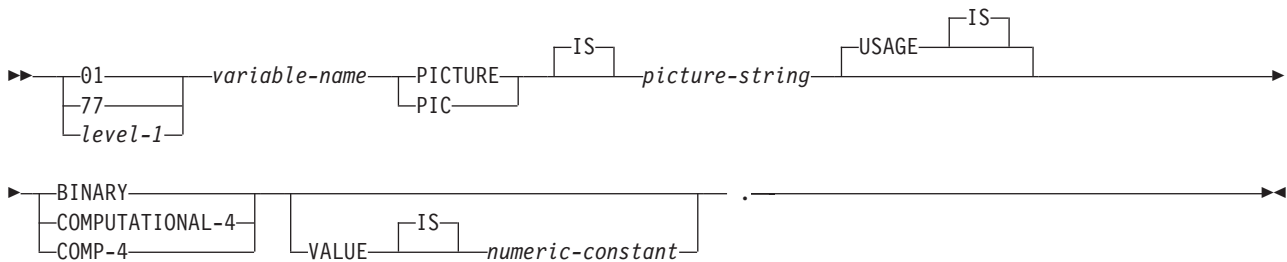 IS
IS USAGE
01 variable-name PICTURE picture-string
77 PIC
level-1
BINARY .
COMPUTATIONAL-4 IS
COMP-4 VALUE numeric-constant